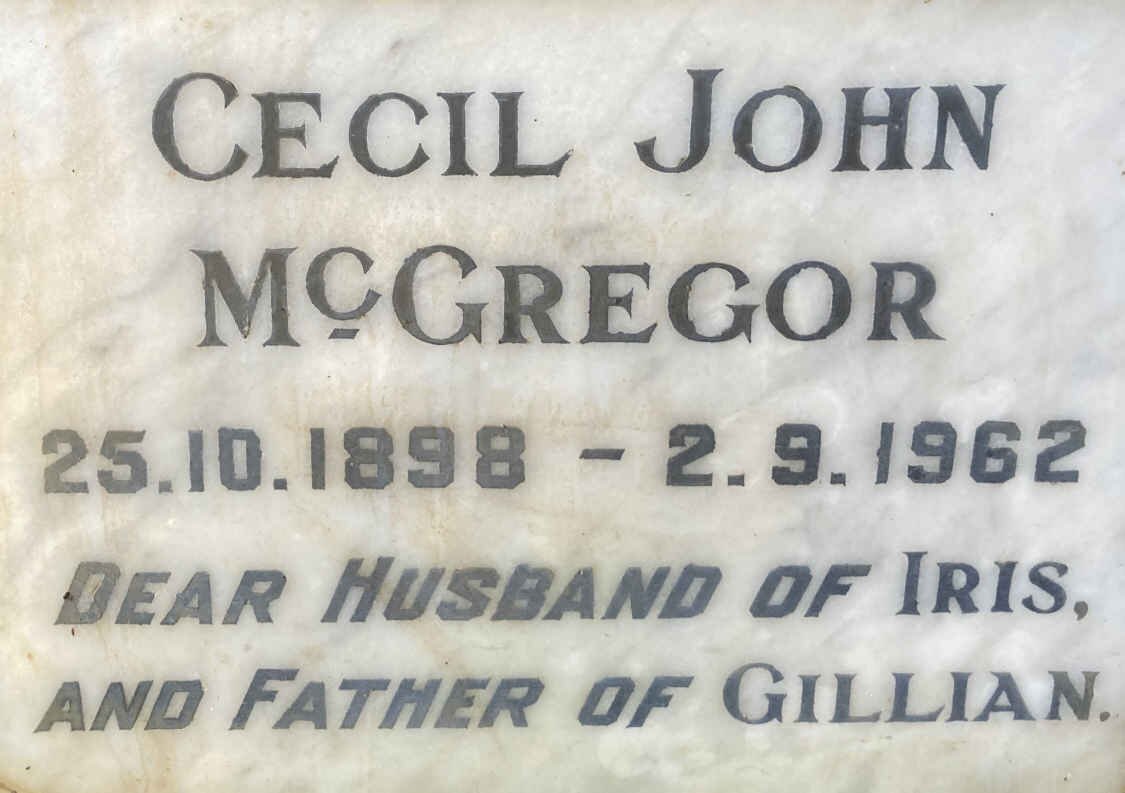 CECIL JOHN
McGREGOR
25.10.1898 - 2.9.1962
DEAR HUSBAND OF IRIS,
AND FATHER OF GILLIAN.